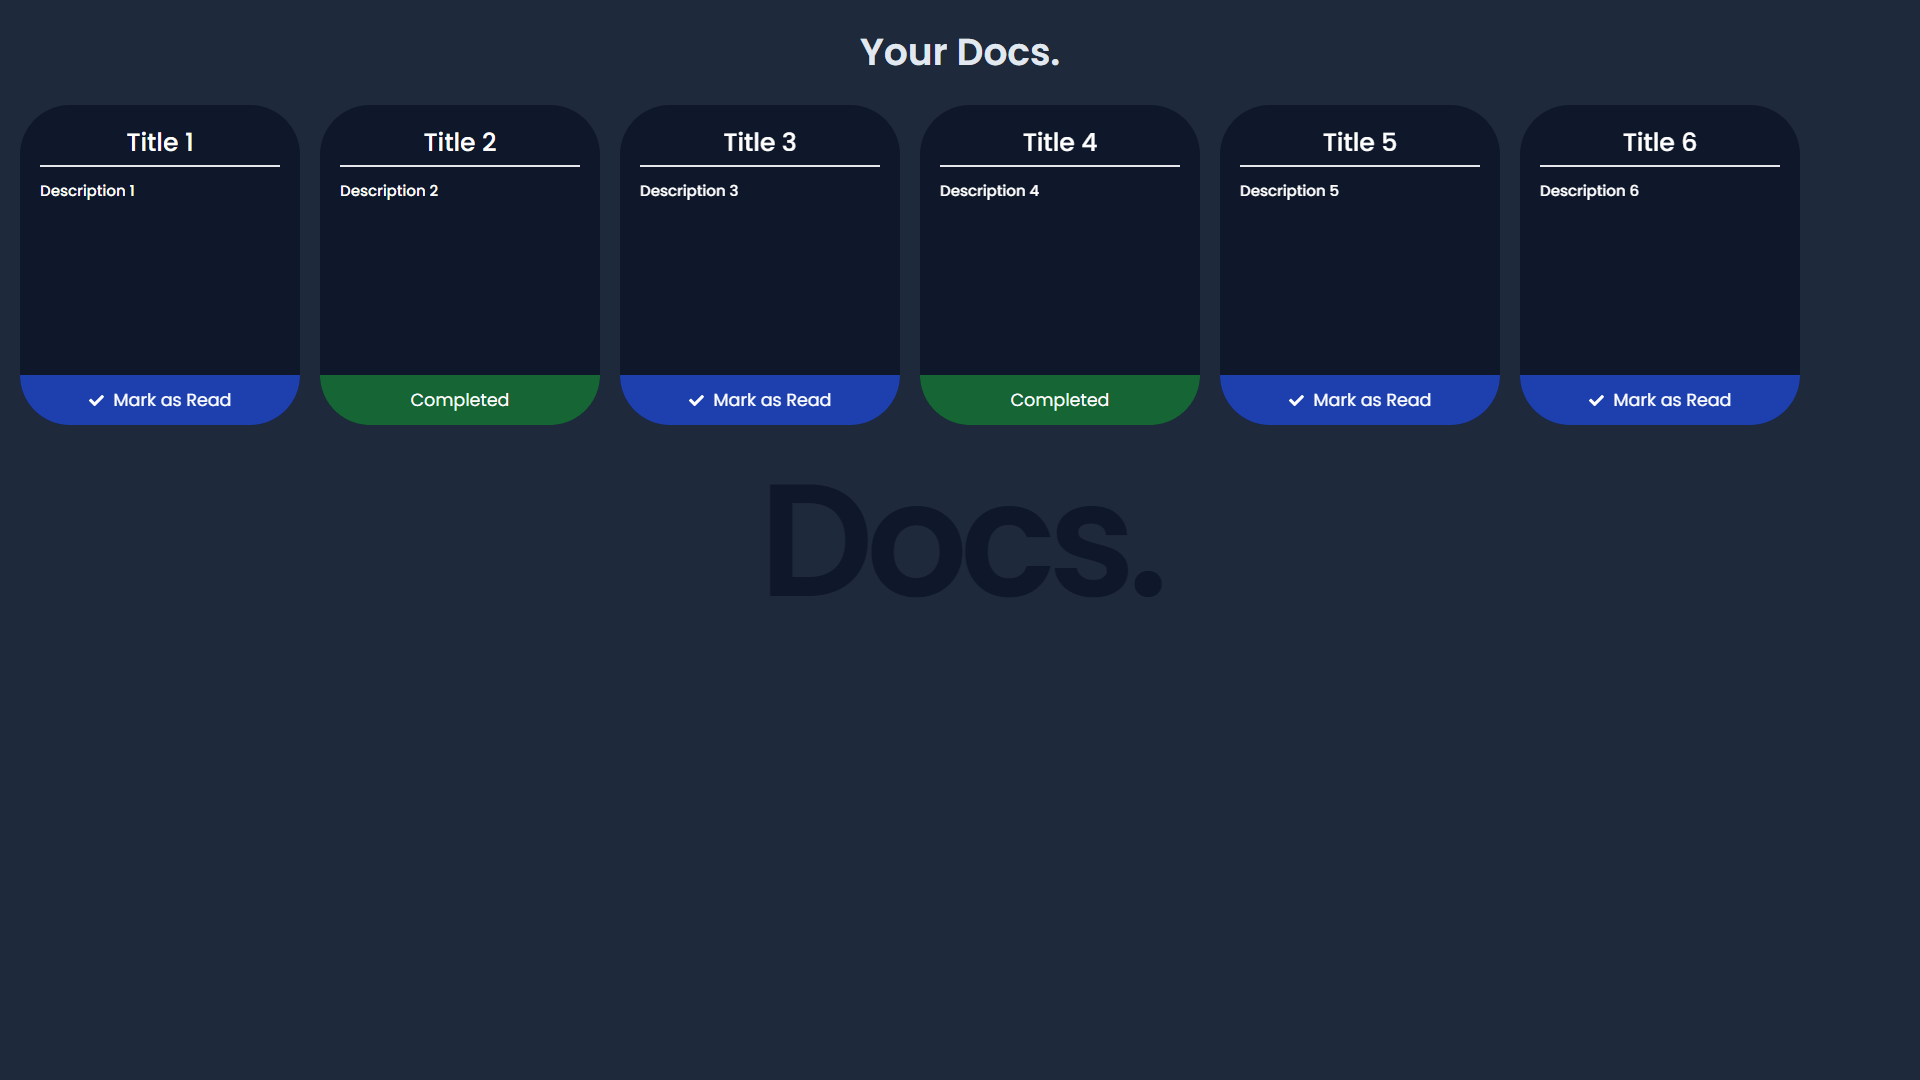 Your Docs.
Title 1
Description 1
Mark as Read
Title 2
Description 2
Completed
Title 3
Description 3
Mark as Read
Title 4
Description 4
Completed
Title 5
Description 5
Mark as Read
Title 6
Description 6
Mark as Read
Docs.